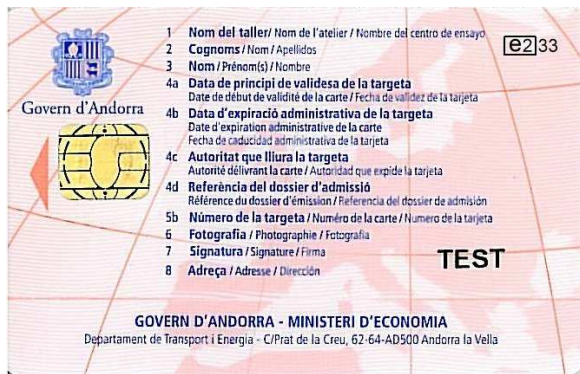 Govern d'Andorra
1 Nom del taller / Nom de l'atelier / Nombre del centro de ensayo
2 Cognoms / Nom / Apellidos
3 Nom / Prénom(s) / Nombre
4a Data de principi de validesa de la targeta
Date de début de validité de la carte / Fecha de validez de la tarjeta
4b Data d'expiració administrativa de la targeta
Date d'expiration administrative de la carte
Fecha de caducidad administrativa de la tarjeta
4c Autoritat que lliura la targeta
Autorité délivrant la carte / Autoridad que expide la tarjeta
4d Referència del dossier d'admissió
Référence du dossier d'émission / Referencia del dossier de admisión
5b Número de la targeta / Numéro de la carte / Numero de la tarjeta
6 Fotografia / Photographie / Fotografia
7 Signatura / Signature / Firma
8 Adreça / Adresse / Dirección
e2 33
TEST
GOVERN D'ANDORRA - MINISTERI D'ECONOMIA
Departament de Transport i Energia - C/Prat de la Creu, 62-64-AD500 Andorra la Vella